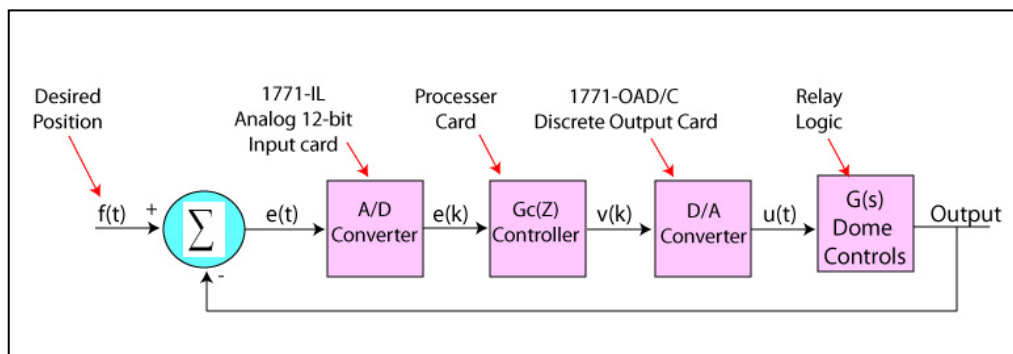 Desired
Position
1771-IL
Analog 12-bit
Input card
Processer
Card
1771-OAD/C
Discrete Output Card
Relay
Logic
f(t)
+
-
∑
e(t)
A/D
Converter
e(k)
Gc(Z)
Controller
v(k)
D/A
Converter
u(t)
G(s)
Dome
Controls
Output